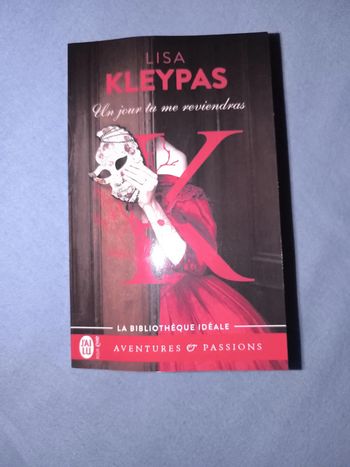 LISA
KLEYPAS
Un jour tu me reviendras
K
LA BIBLIOTHÈQUE IDÉALE
J'AI
LU
AVENTURES & PASSIONS